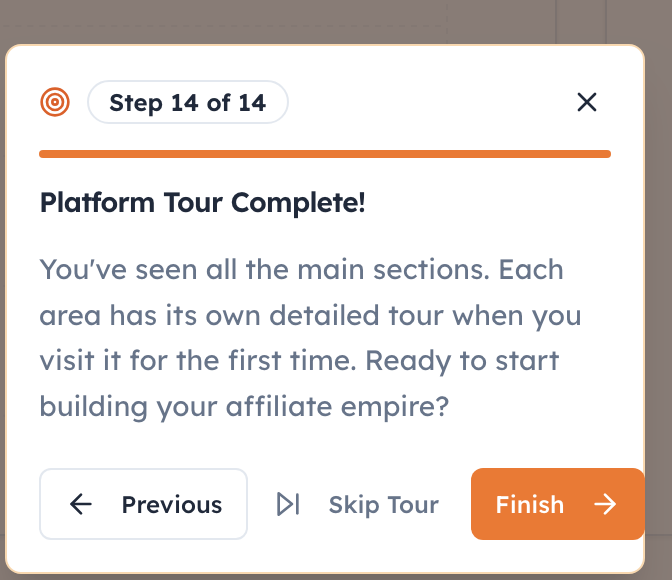 Step 14 of 14
Platform Tour Complete!
You've seen all the main sections. Each
area has its own detailed tour when you
visit it for the first time. Ready to start
building your affiliate empire?
Previous
Skip Tour
Finish